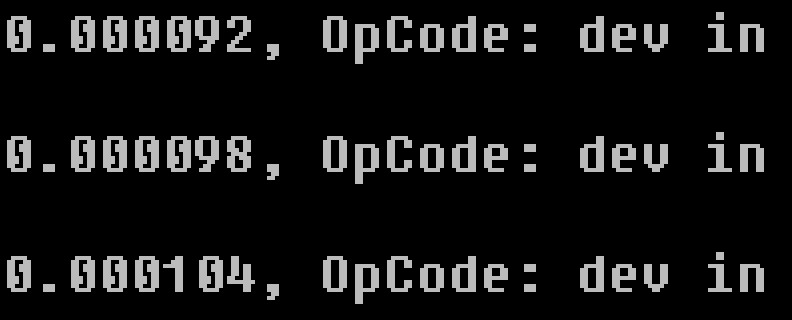 0.000092, OpCode: dev in
0.000098, OpCode: dev in
0.000104, OpCode: dev in